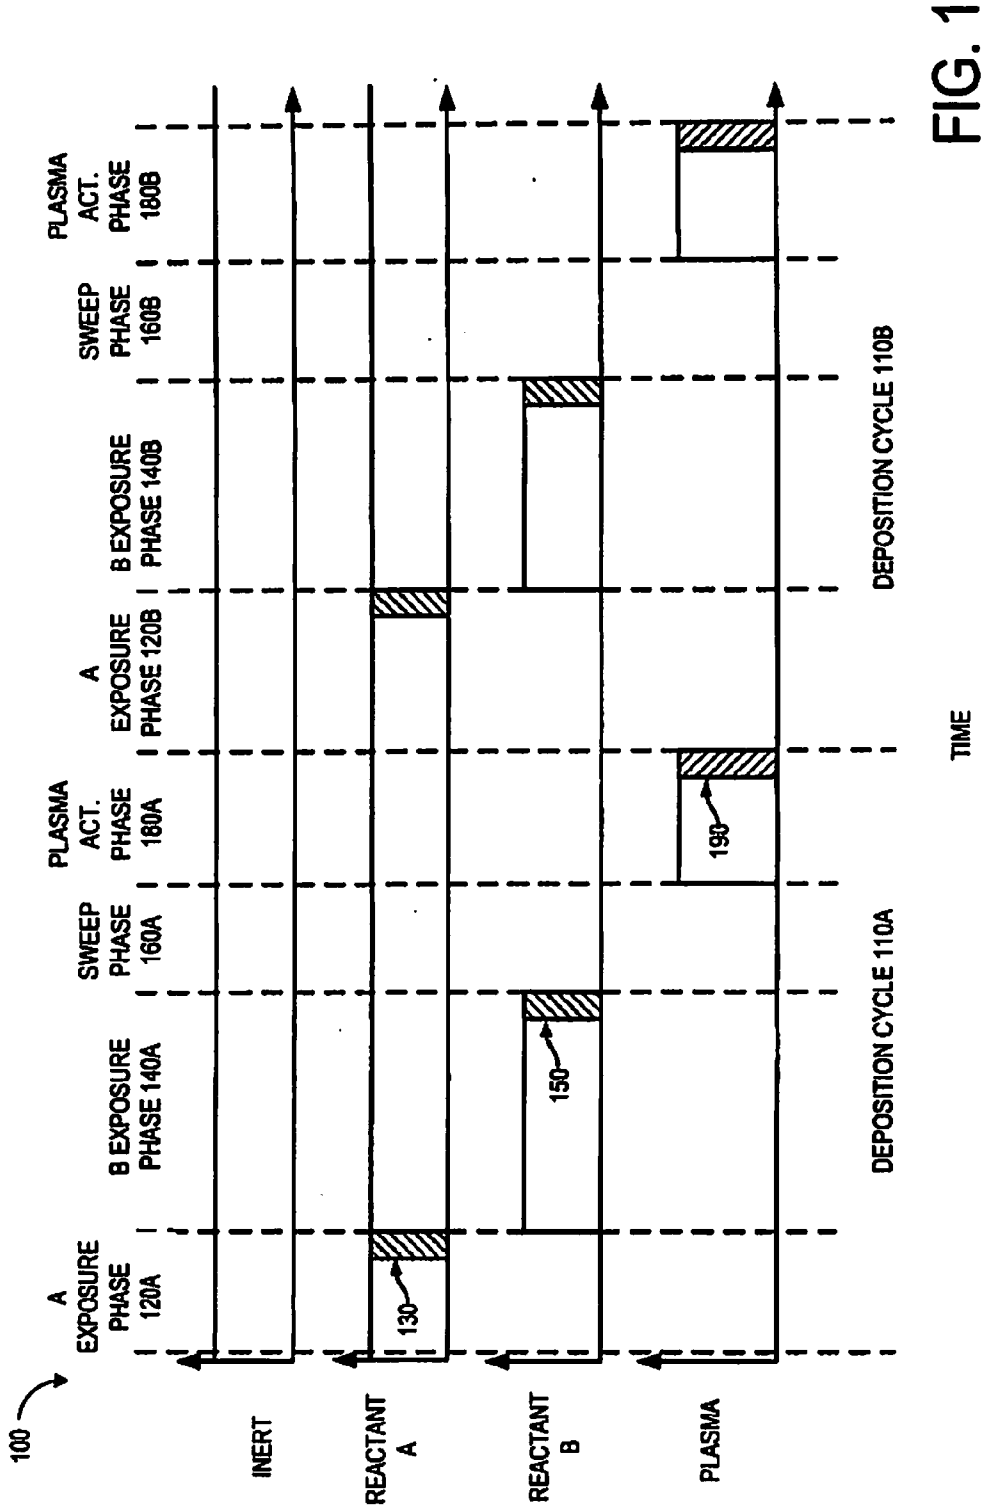 100
A
EXPOSURE
PHASE
120A
B EXPOSURE
PHASE 140A
SWEEP
PHASE
160A
PLASMA
ACT.
PHASE
180A
A
EXPOSURE
PHASE 120B
B EXPOSURE
PHASE 140B
SWEEP
PHASE
160B
PLASMA
ACT.
PHASE
180B
INERT
REACTANT
A
130
REACTANT
B
150
PLASMA
190
DEPOSITION CYCLE 110A
DEPOSITION CYCLE 110B
TIME
FIG. 1